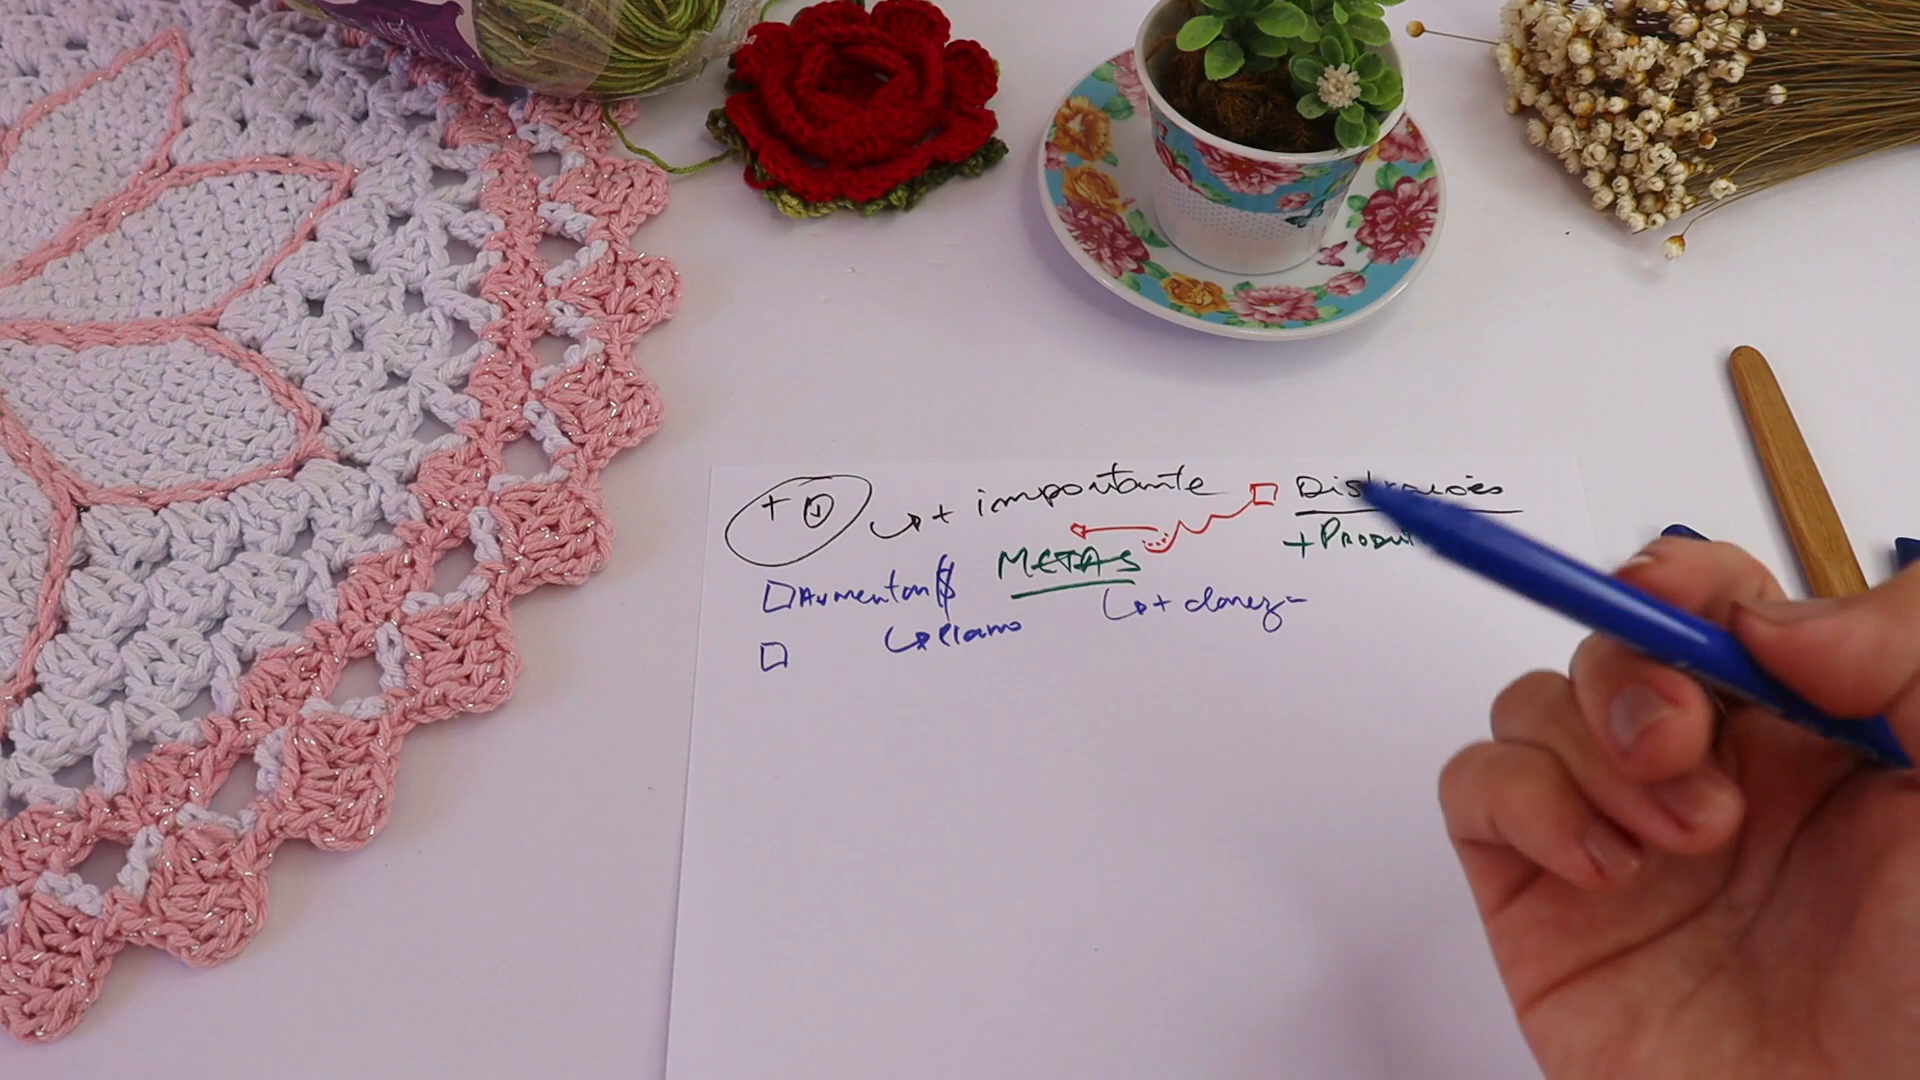 + + importante Distrações
METAS + Produ
Aumentar $ + clareza
Plano